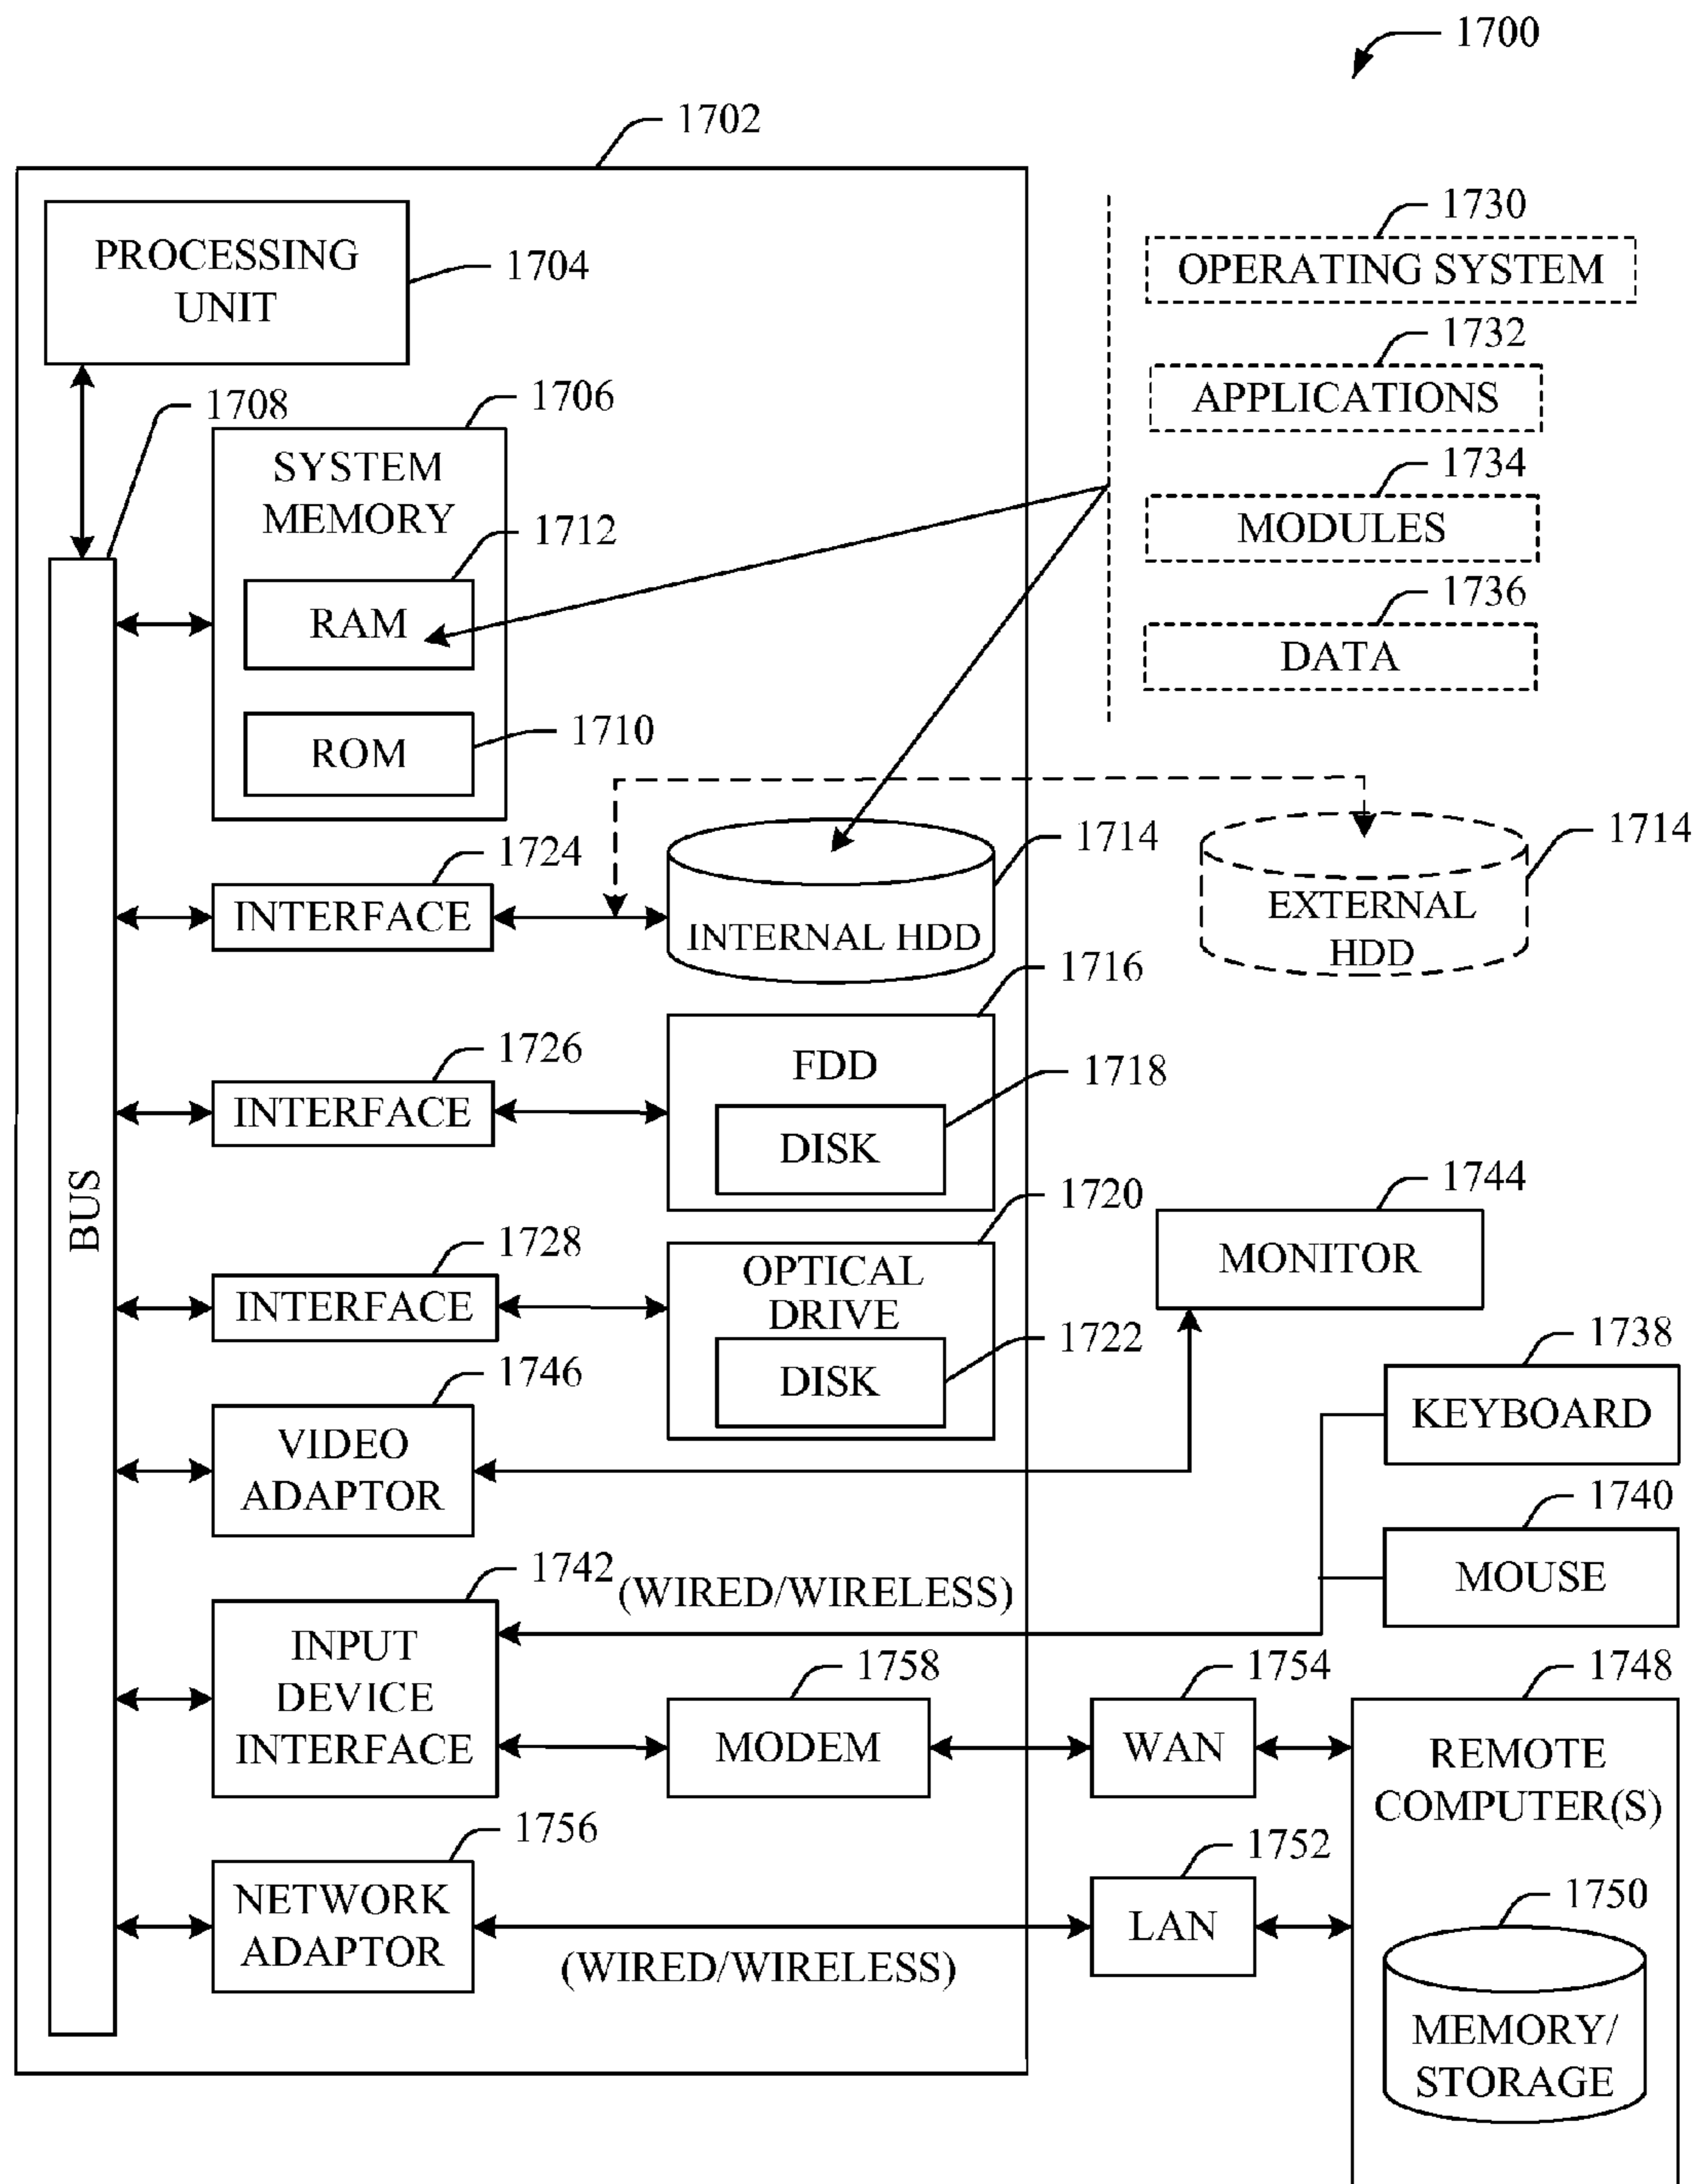 1700
1702
PROCESSING
UNIT
1704
1730
OPERATING SYSTEM
1732
APPLICATIONS
1734
MODULES
1736
DATA
1708
1706
SYSTEM
MEMORY
1712
RAM
1710
ROM
1724
INTERFACE
1714
INTERNAL HDD
1714
EXTERNAL
HDD
1726
INTERFACE
1716
FDD
1718
DISK
BUS
1728
INTERFACE
1720
OPTICAL
DRIVE
1722
DISK
1744
MONITOR
1746
VIDEO
ADAPTOR
1738
KEYBOARD
1740
MOUSE
1742
(WIRED/WIRELESS)
INPUT
DEVICE
INTERFACE
1758
MODEM
1754
WAN
1748
REMOTE
COMPUTER(S)
1756
NETWORK
ADAPTOR
(WIRED/WIRELESS)
1752
LAN
1750
MEMORY/
STORAGE